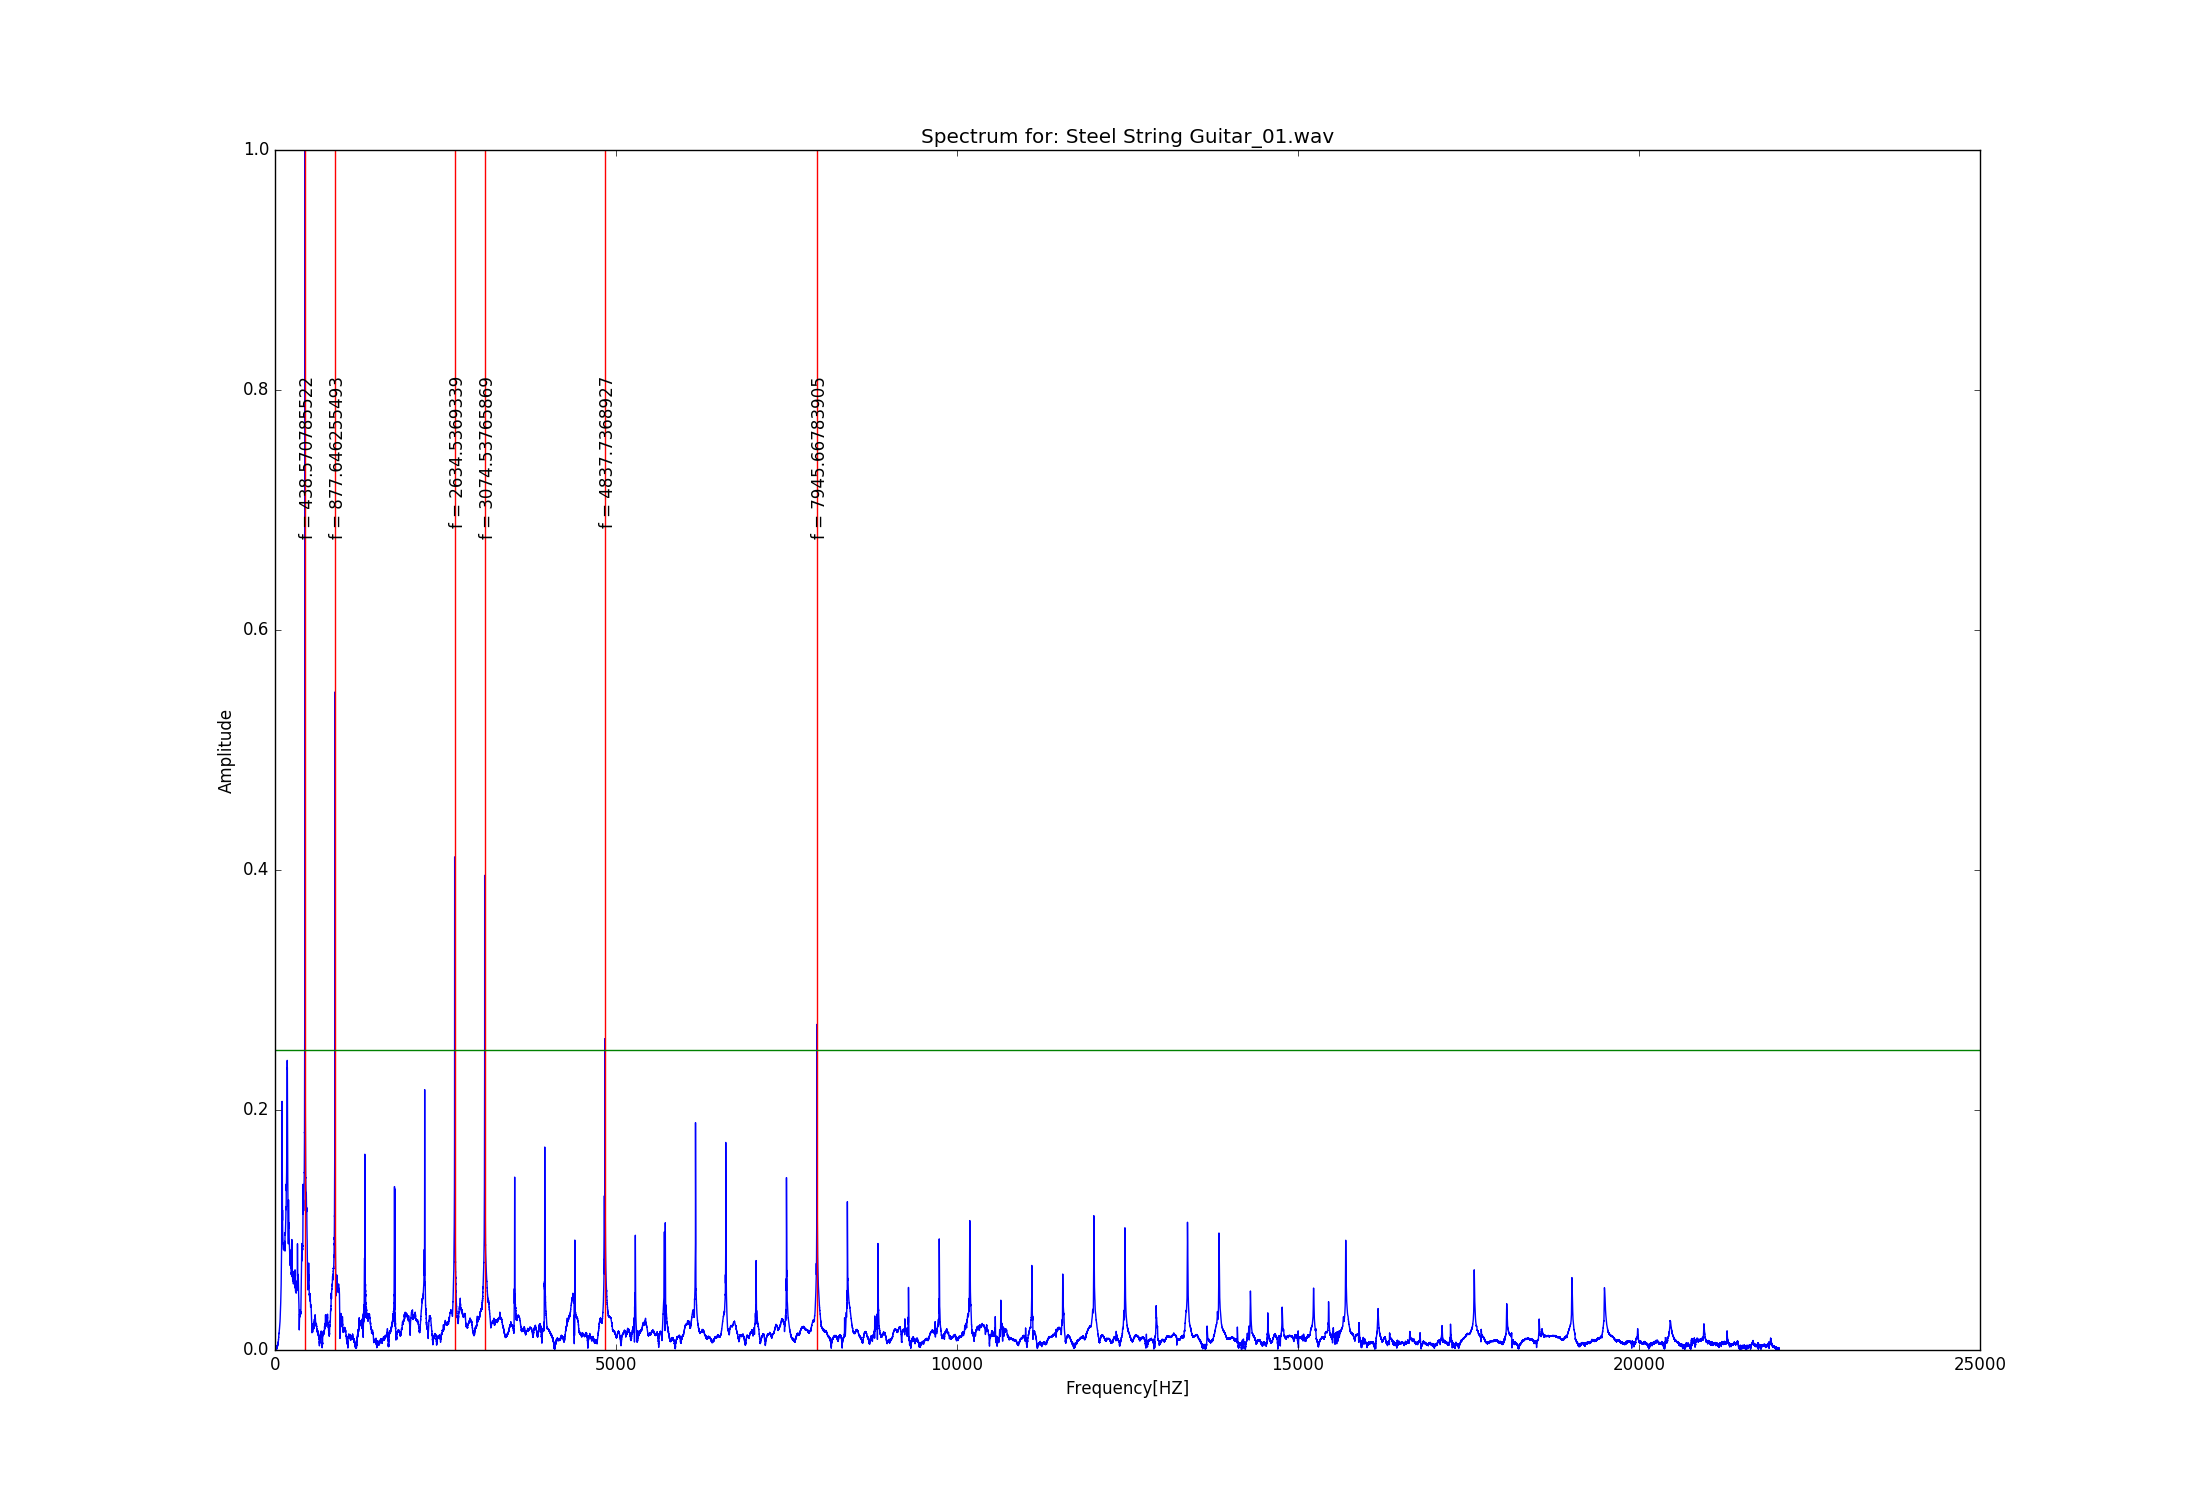 Spectrum for: Steel String Guitar_01.wav
1.0
0.8
0.6
0.4
0.2
0.0
Amplitude
f = 438.570785522
f = 877.646255493
f = 2634.5369339
f = 3074.53765869
f = 4837.7368927
f = 7945.66783905
0
5000
10000
15000
20000
25000
Frequency[HZ]